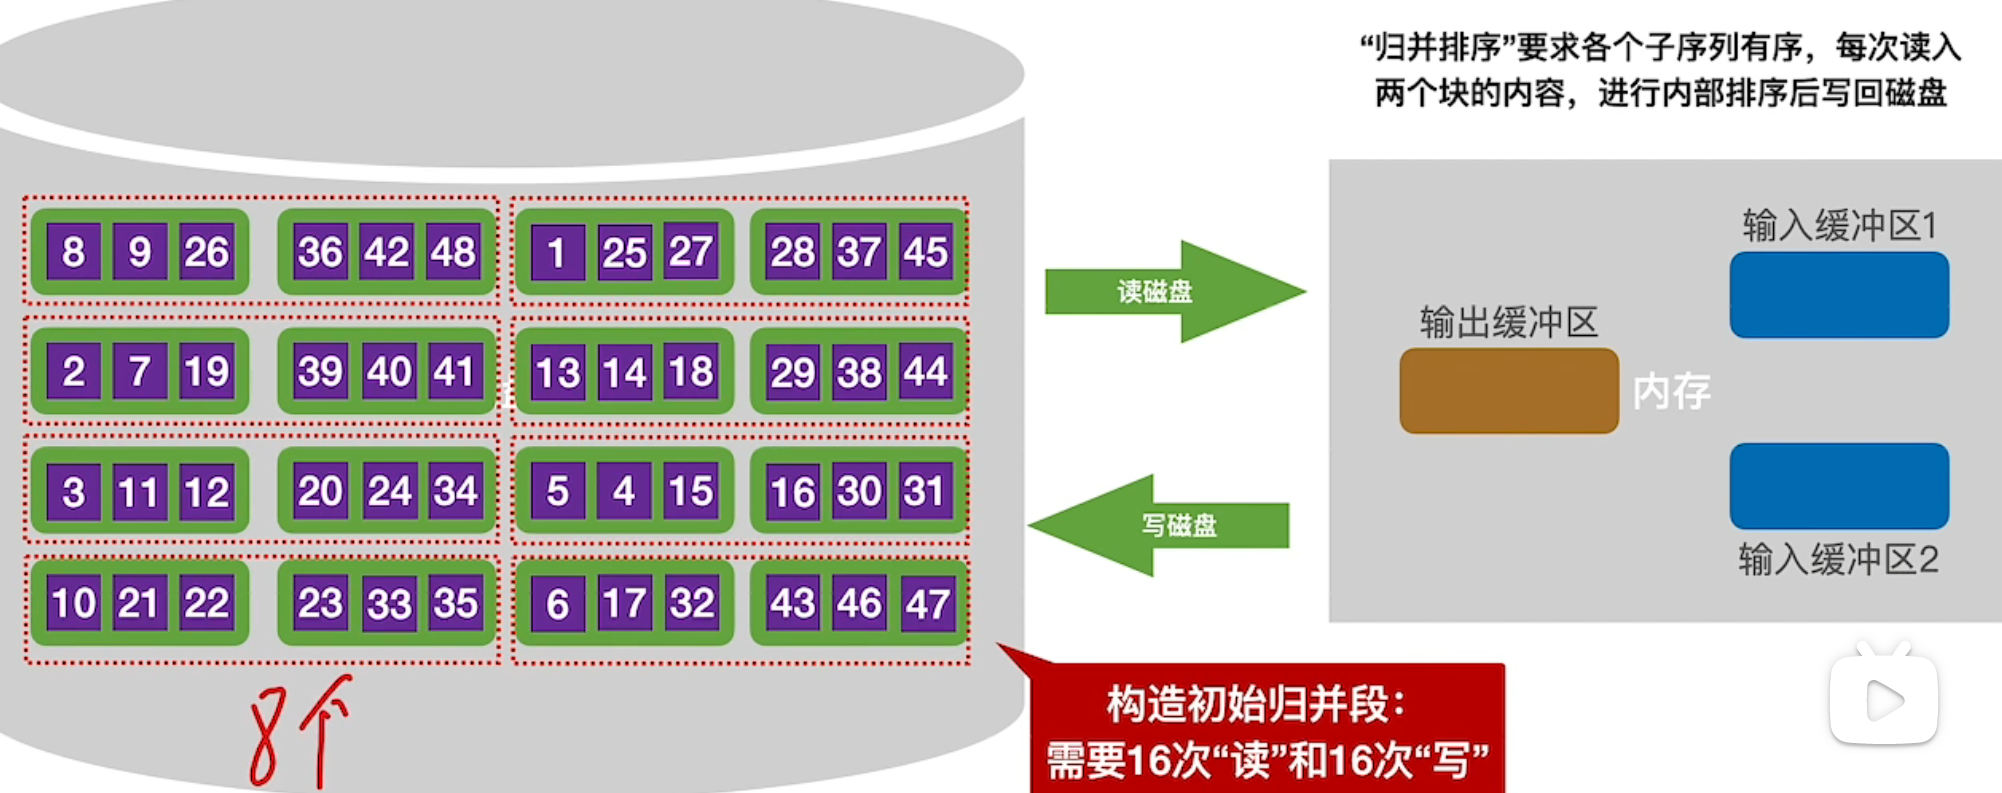 “归并排序”要求各个子序列有序，每次读入
两个块的内容，进行内部排序后写回磁盘
8 9 26 36 42 48 1 25 27 28 37 45
2 7 19 39 40 41 13 14 18 29 38 44
3 11 12 20 24 34 5 4 15 16 30 31
10 21 22 23 33 35 6 17 32 43 46 47
8个
读磁盘
写磁盘
输入缓冲区1
输出缓冲区
内存
输入缓冲区2
构造初始归并段：
需要16次“读”和16次“写”